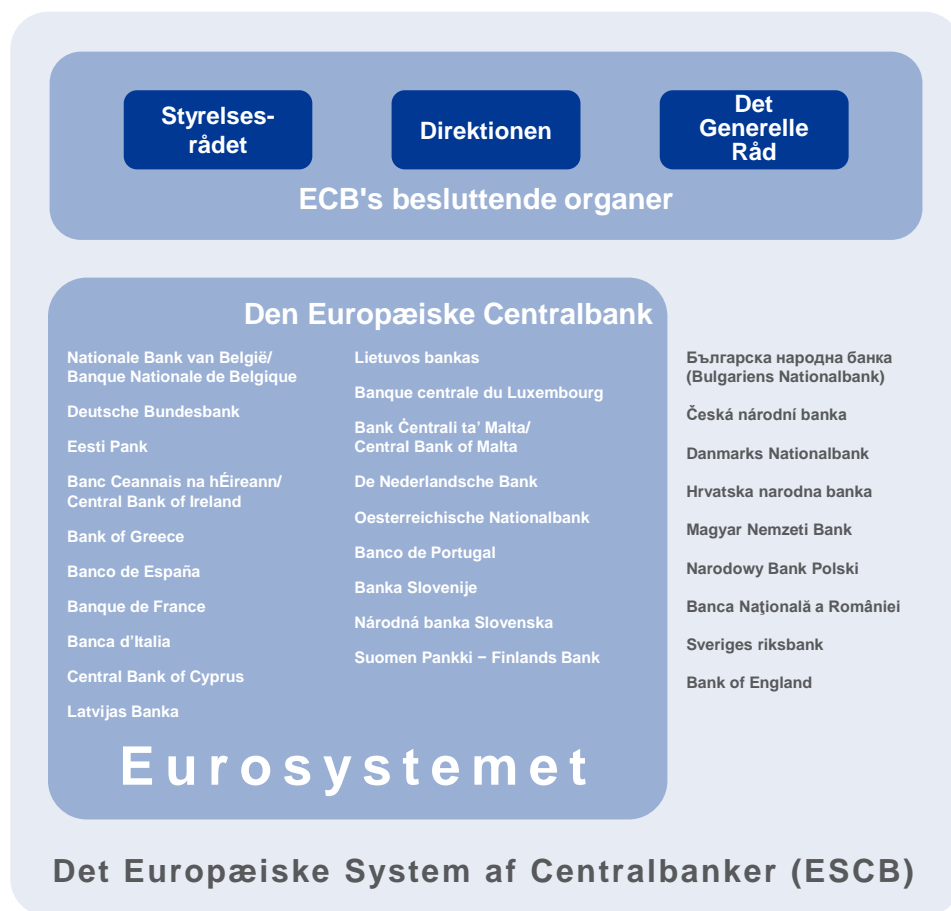 Styrelses-
rådet
Direktionen
Det
Generelle
Råd
ECB's besluttende organer
Den Europæiske Centralbank
Nationale Bank van België/
Banque Nationale de Belgique
Deutsche Bundesbank
Eesti Pank
Banc Ceannais na hÉireann/
Central Bank of Ireland
Bank of Greece
Banco de España
Banque de France
Banca d’Italia
Central Bank of Cyprus
Latvijas Banka
Lietuvos bankas
Banque centrale du Luxembourg
Bank Ċentrali ta’ Malta/
Central Bank of Malta
De Nederlandsche Bank
Oesterreichische Nationalbank
Banco de Portugal
Banka Slovenije
Národná banka Slovenska
Suomen Pankki − Finlands Bank
Българска народна банка
(Bulgariens Nationalbank)
Česká národní banka
Danmarks Nationalbank
Hrvatska narodna banka
Magyar Nemzeti Bank
Narodowy Bank Polski
Banca Naţională a României
Sveriges riksbank
Bank of England
Eurosystemet
Det Europæiske System af Centralbanker (ESCB)